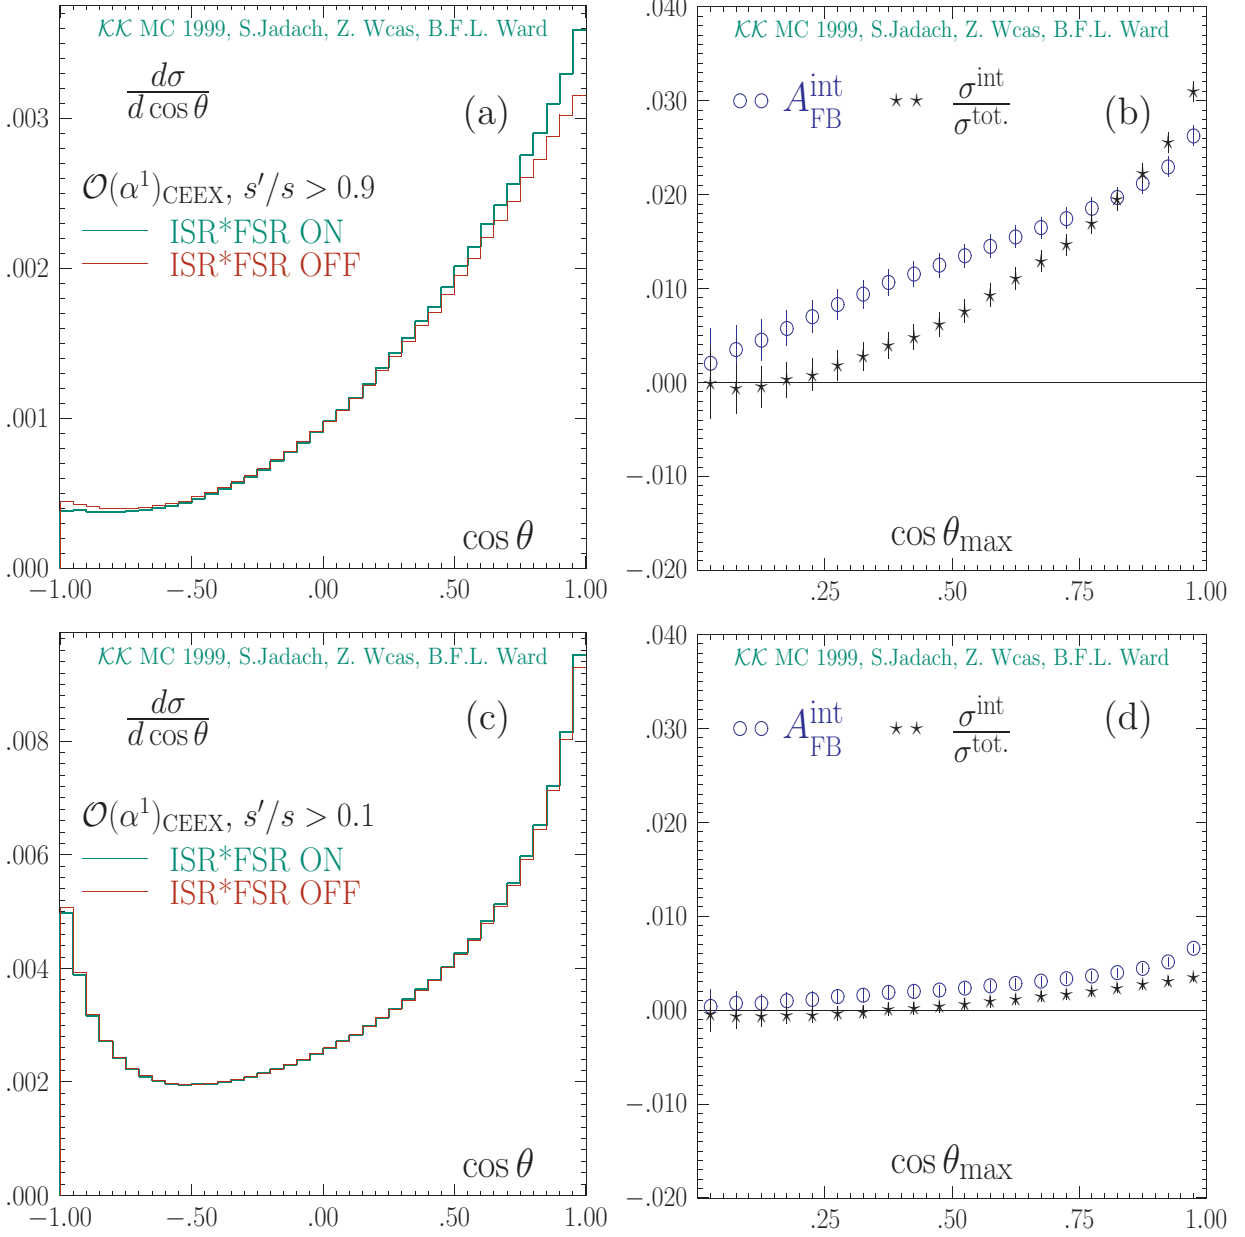 KK MC 1999, S.Jadach, Z. Wcas, B.F.L. Ward
dσ
d cos θ
(a)
O(α¹)CEEX, s′/s > 0.9
ISR*FSR ON
ISR*FSR OFF
.003
.002
.001
.000
cos θ
−1.00 −.50 .00 .50 1.00
KK MC 1999, S.Jadach, Z. Wcas, B.F.L. Ward
A_FB^int
σ^int
σ^tot.
(b)
.040
.030
.020
.010
.000
−.010
−.020
cos θmax
.25 .50 .75 1.00
KK MC 1999, S.Jadach, Z. Wcas, B.F.L. Ward
dσ
d cos θ
(c)
O(α¹)CEEX, s′/s > 0.1
ISR*FSR ON
ISR*FSR OFF
.008
.006
.004
.002
.000
cos θ
−1.00 −.50 .00 .50 1.00
KK MC 1999, S.Jadach, Z. Wcas, B.F.L. Ward
A_FB^int
σ^int
σ^tot.
(d)
.040
.030
.020
.010
.000
−.010
−.020
cos θmax
.25 .50 .75 1.00